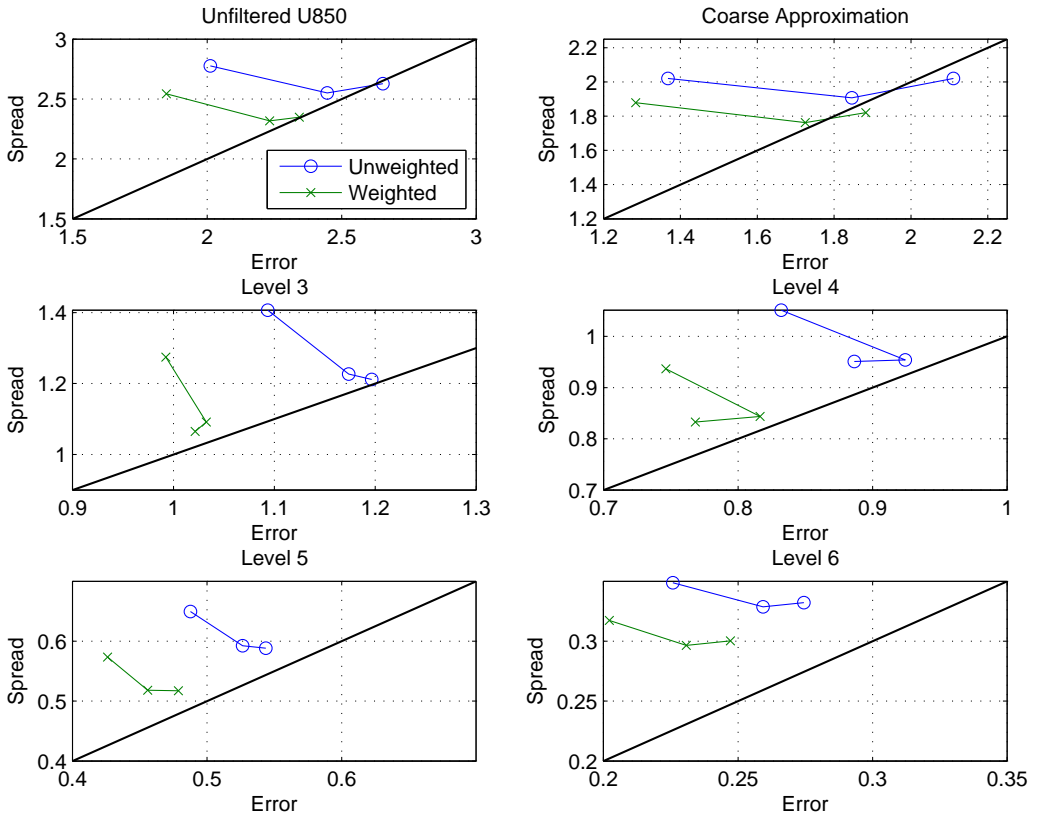 Unfiltered U850
3
2.5
2
1.5
1.5
2
2.5
3
Spread
Error
Unweighted
Weighted
Coarse Approximation
2.2
2
1.8
1.6
1.4
1.2
1.2
1.4
1.6
1.8
2
2.2
Spread
Error
Level 3
1.4
1.2
1
0.9
1
1.1
1.2
1.3
Spread
Error
Level 4
1
0.9
0.8
0.7
0.7
0.8
0.9
1
Spread
Error
Level 5
0.6
0.5
0.4
0.4
0.5
0.6
Spread
Error
Level 6
0.3
0.25
0.2
0.2
0.25
0.3
0.35
Spread
Error